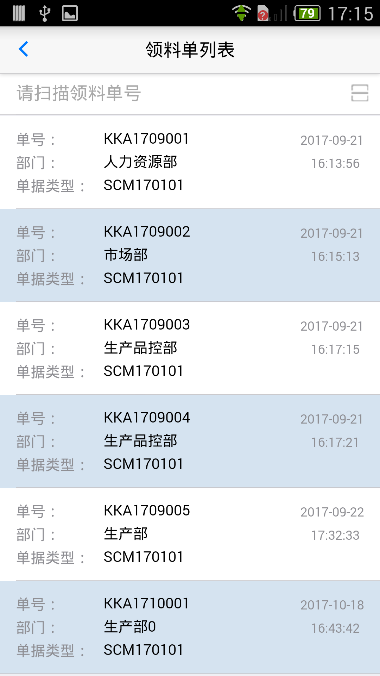 79 17:15
领料单列表
请扫描领料单号
单号： KKA1709001 2017-09-21
部门： 人力资源部 16:13:56
单据类型： SCM170101
单号： KKA1709002 2017-09-21
部门： 市场部 16:15:13
单据类型： SCM170101
单号： KKA1709003 2017-09-21
部门： 生产品控部 16:17:15
单据类型： SCM170101
单号： KKA1709004 2017-09-21
部门： 生产品控部 16:17:21
单据类型： SCM170101
单号： KKA1709005 2017-09-22
部门： 生产部 17:32:33
单据类型： SCM170101
单号： KKA1710001 2017-10-18
部门： 生产部0 16:43:42
单据类型： SCM170101